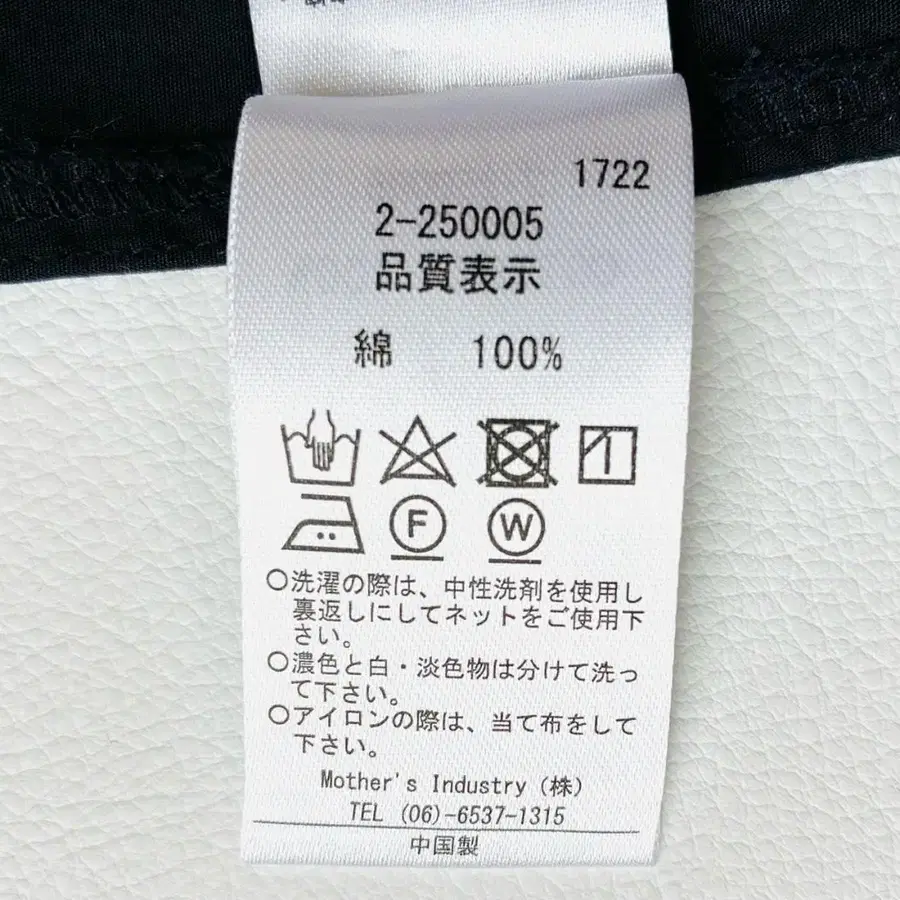 1722
2-250005
品質表示
綿 100%
F W
○洗濯の際は、中性洗剤を使用し
裏返しにしてネットをご使用下
さい。
○濃色と白・淡色物は分けて洗っ
て下さい。
○アイロンの際は、当て布をして
下さい。
Mother's Industry (株)
TEL (06)-6537-1315
中国製